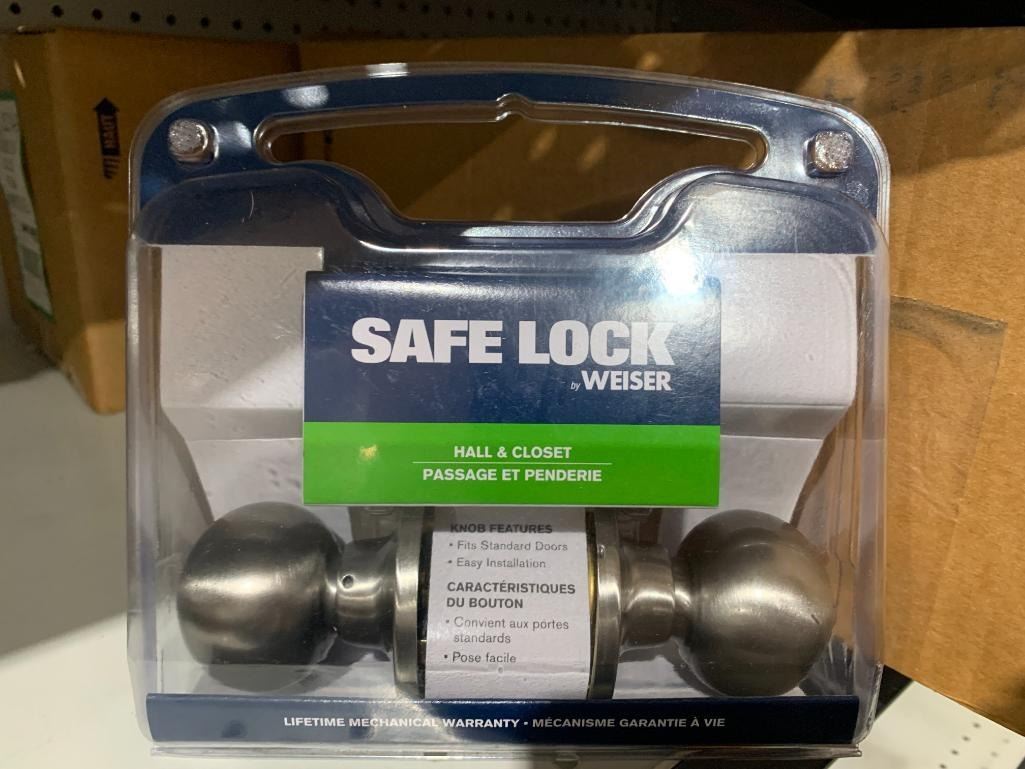 SAFE LOCK
by WEISER
HALL & CLOSET
PASSAGE ET PENDERIE
KNOB FEATURES
• Fits Standard Doors
• Easy Installation
CARACTÉRISTIQUES
DU BOUTON
• Convient aux portes
standards
• Pose facile
LIFETIME MECHANICAL WARRANTY • MÉCANISME GARANTIE À VIE